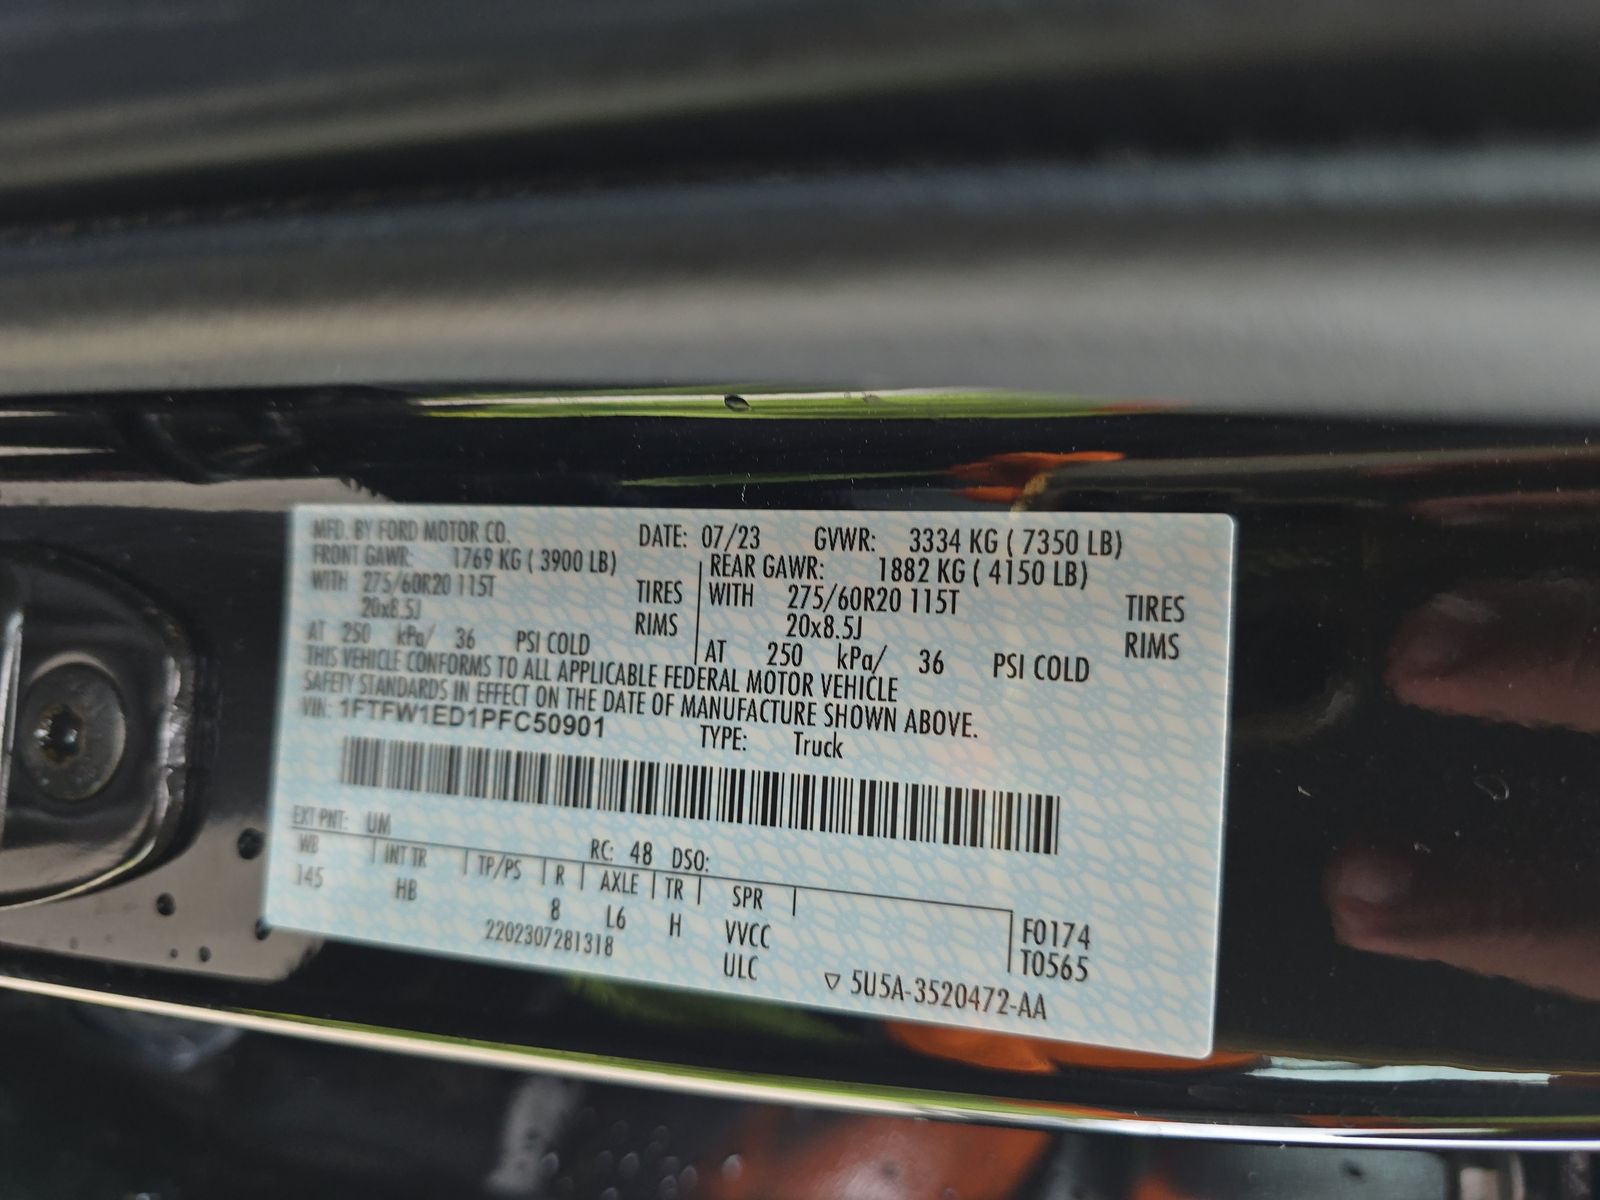 MFD. BY FORD MOTOR CO. DATE: 07/23 GVWR: 3334 KG ( 7350 LB)
FRONT GAWR: 1769 KG ( 3900 LB) REAR GAWR: 1882 KG ( 4150 LB)
WITH 275/60R20 115T TIRES WITH 275/60R20 115T TIRES
20x8.5J RIMS 20x8.5J RIMS
AT 250 kPa/ 36 PSI COLD AT 250 kPa/ 36 PSI COLD
THIS VEHICLE CONFORMS TO ALL APPLICABLE FEDERAL MOTOR VEHICLE
SAFETY STANDARDS IN EFFECT ON THE DATE OF MANUFACTURE SHOWN ABOVE.
VIN: 1FTFW1ED1PFC50901 TYPE: Truck
EXT PNT: UM RC: 48 DSO:
WB INT TR TP/PS R AXLE TR SPR
145 HB 8 L6 H VVCC F0174
2202307281318 ULC T0565
▽ 5U5A-3520472-AA